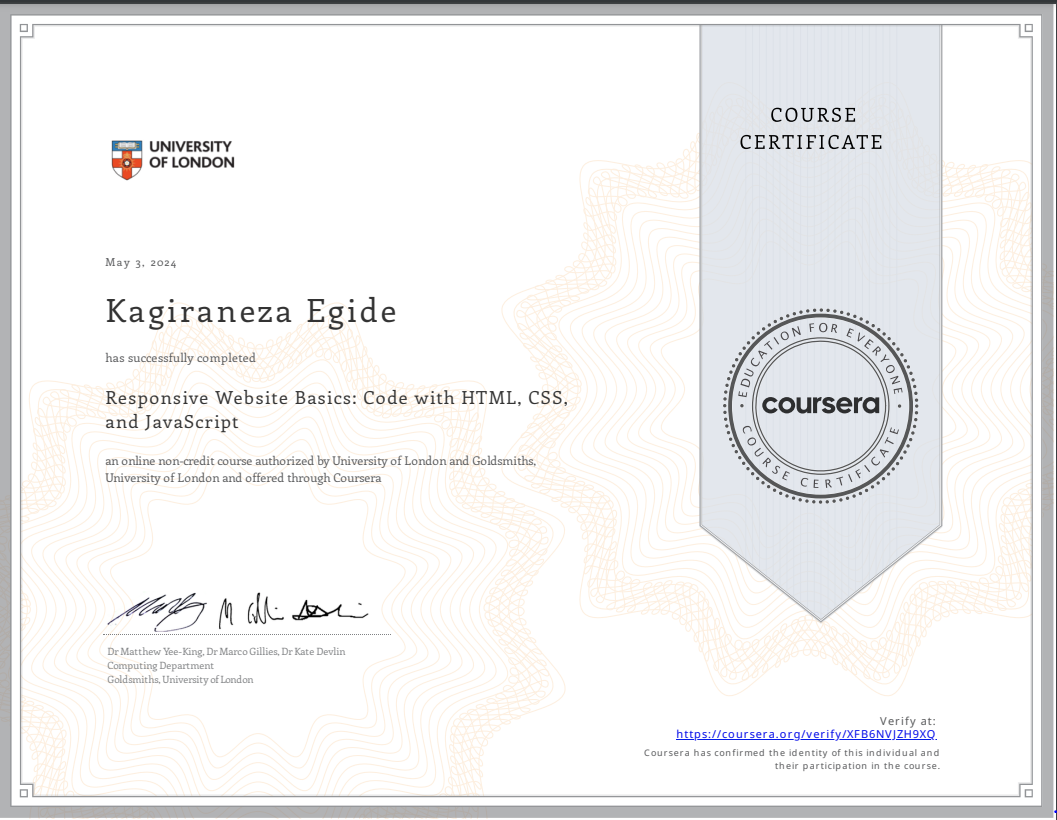 UNIVERSITY
OF LONDON
COURSE
CERTIFICATE
May 3, 2024
Kagiraneza Egide
has successfully completed
Responsive Website Basics: Code with HTML, CSS,
and JavaScript
an online non-credit course authorized by University of London and Goldsmiths,
University of London and offered through Coursera
EDUCATION FOR EVERYONE
coursera
COURSE CERTIFICATE
Dr Matthew Yee-King, Dr Marco Gillies, Dr Kate Devlin
Computing Department
Goldsmiths, University of London
Verify at:
https://coursera.org/verify/XFB6NVJZH9XQ
Coursera has confirmed the identity of this individual and
their participation in the course.